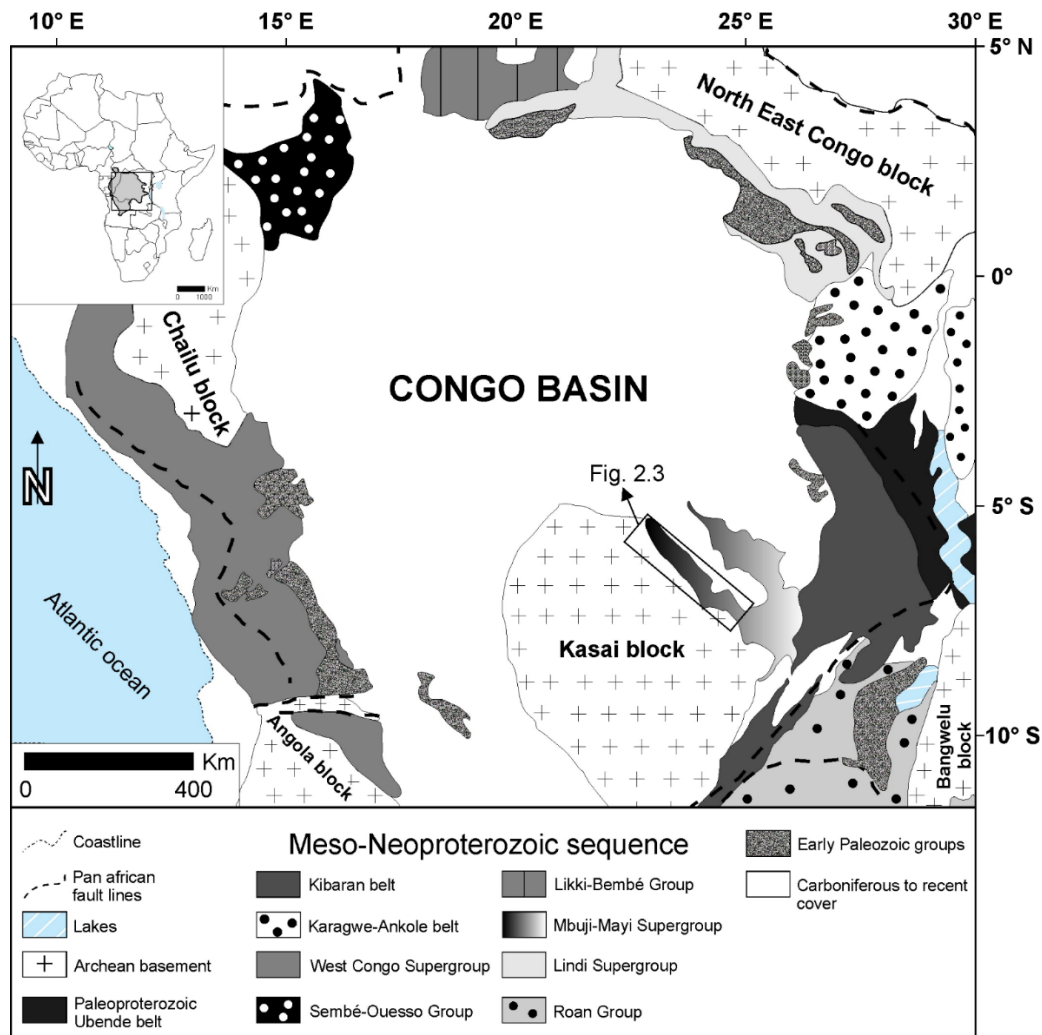 10° E
15° E
20° E
25° E
30° E
5° N
0°
5° S
10° S
0 1000
Km
North East Congo block
Chailu block
CONGO BASIN
Fig. 2.3
N
Atlantic ocean
Kasai block
Angola block
Bangwelu
block
Km
0 400
Meso-Neoproterozoic sequence
Coastline
Pan african
fault lines
Lakes
Archean basement
Paleoproterozoic
Ubende belt
Kibaran belt
Karagwe-Ankole belt
West Congo Supergroup
Sembé-Ouesso Group
Likki-Bembé Group
Mbuji-Mayi Supergroup
Lindi Supergroup
Roan Group
Early Paleozoic groups
Carboniferous to recent
cover